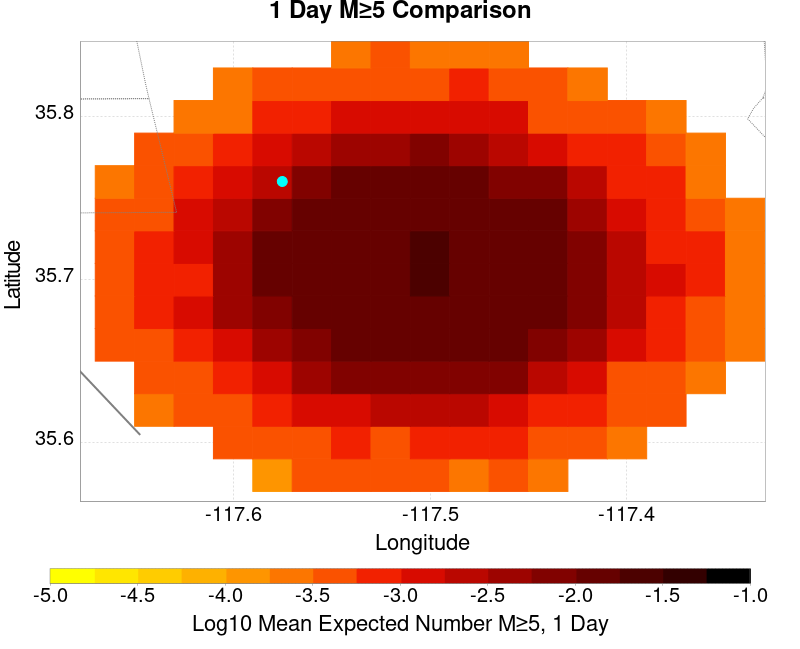 1 Day M≥5 Comparison
35.8
35.7
35.6
Latitude
-117.6 -117.5 -117.4
Longitude
-5.0 -4.5 -4.0 -3.5 -3.0 -2.5 -2.0 -1.5 -1.0
Log10 Mean Expected Number M≥5, 1 Day